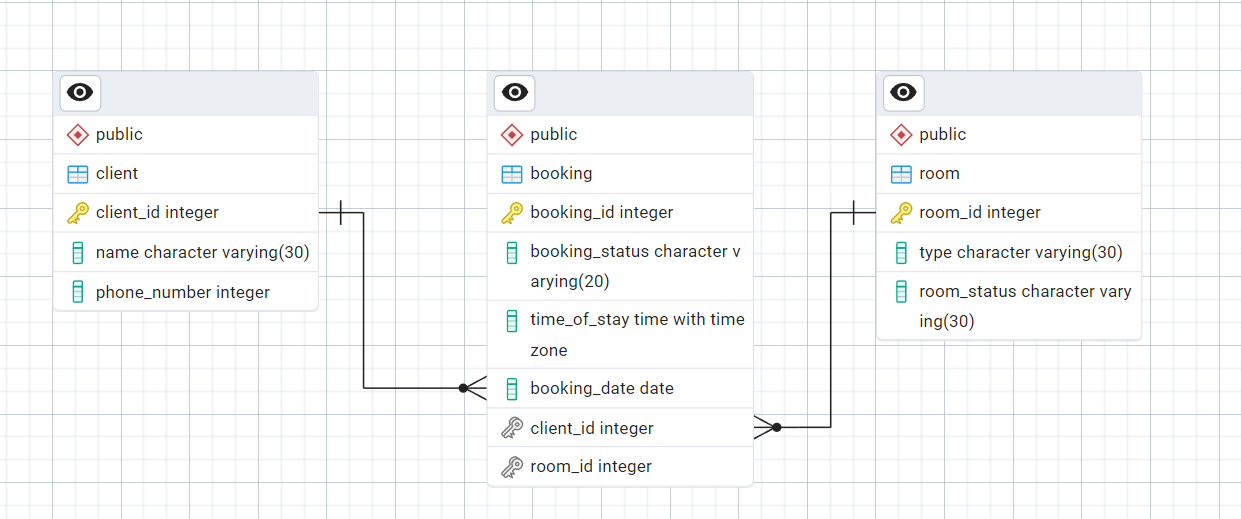 public
client
client_id integer
name character varying(30)
phone_number integer
public
booking
booking_id integer
booking_status character v
arying(20)
time_of_stay time with time
zone
booking_date date
client_id integer
room_id integer
public
room
room_id integer
type character varying(30)
room_status character vary
ing(30)